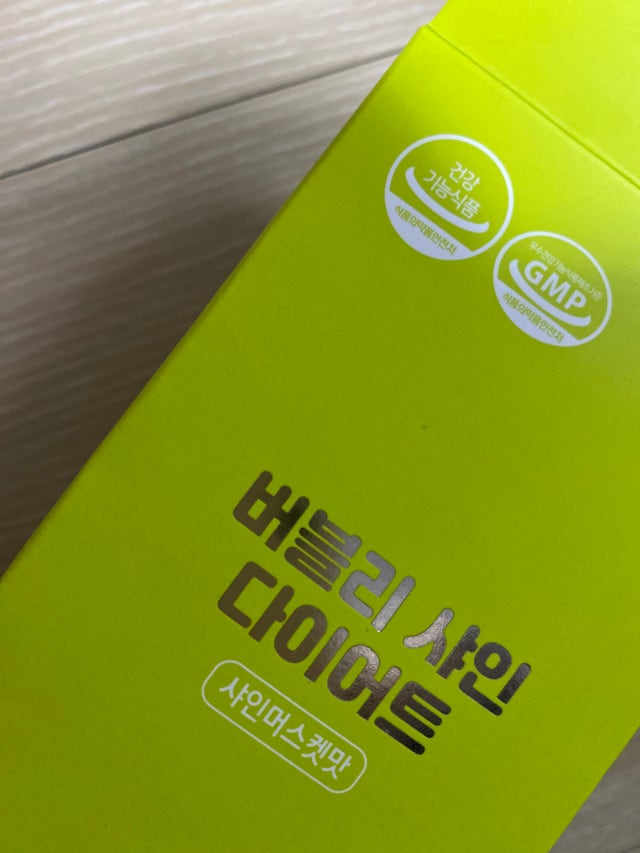 건강
기능식품
식품의약품안전처
우수건강기능식품제조기준
GMP
식품의약품안전처
버블리 샤인
다이어트
샤인머스켓맛